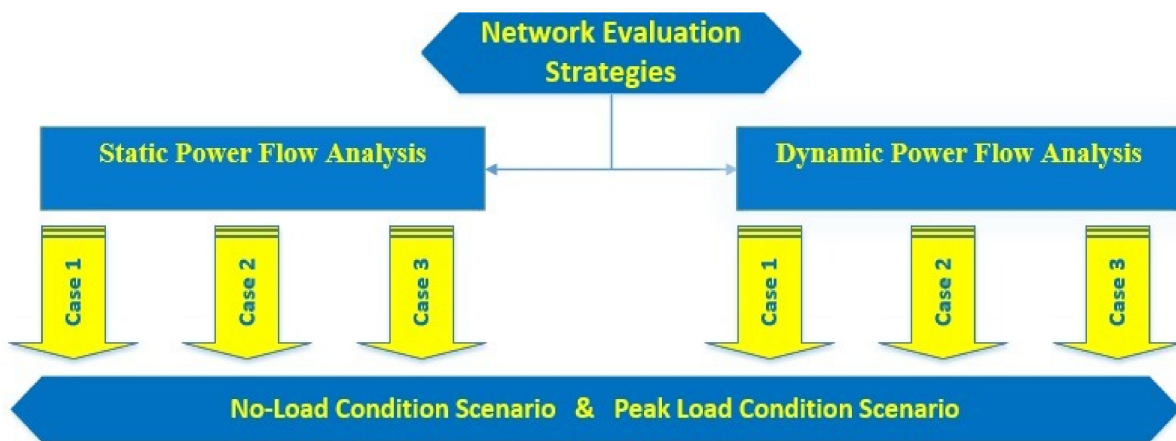 Network Evaluation
Strategies
Static Power Flow Analysis
Dynamic Power Flow Analysis
Case 1
Case 2
Case 3
Case 1
Case 2
Case 3
No-Load Condition Scenario & Peak Load Condition Scenario